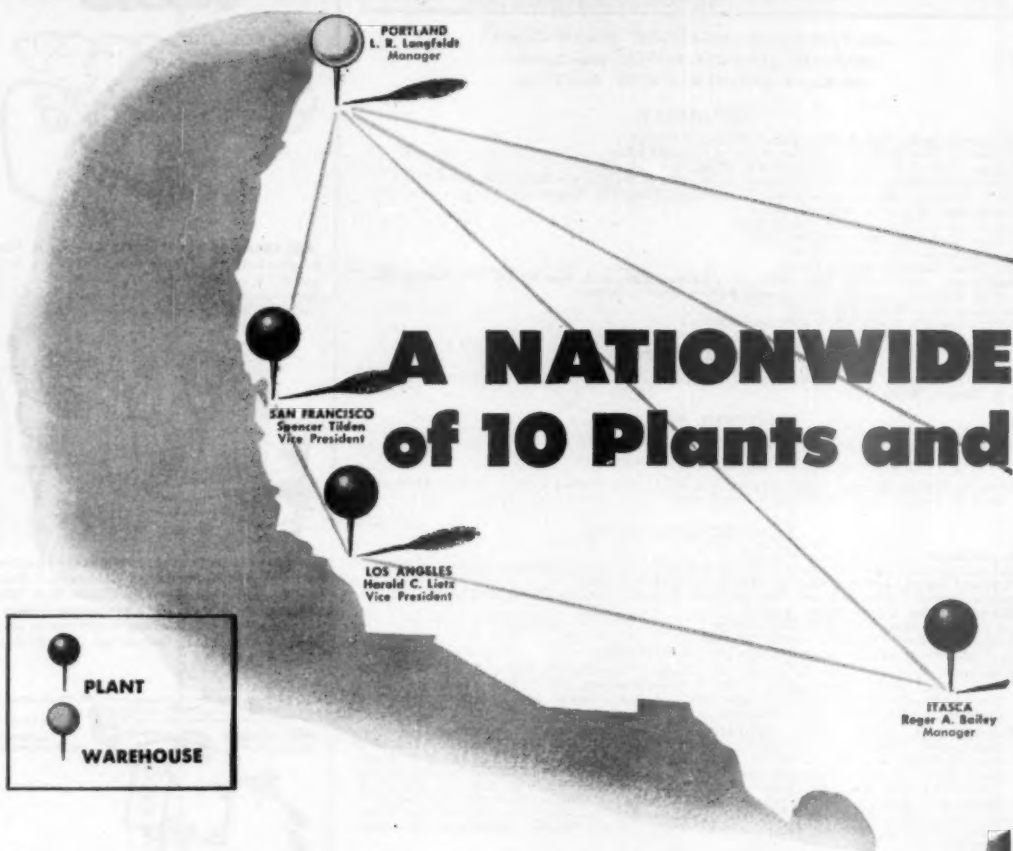 PORTLAND
L. R. Langfeldt
Manager
A NATIONWIDE
of 10 Plants and
SAN FRANCISCO
Spencer Tilden
Vice President
LOS ANGELES
Harold C. Lietz
Vice President
ITASCA
Roger A. Bailey
Manager
PLANT
WAREHOUSE